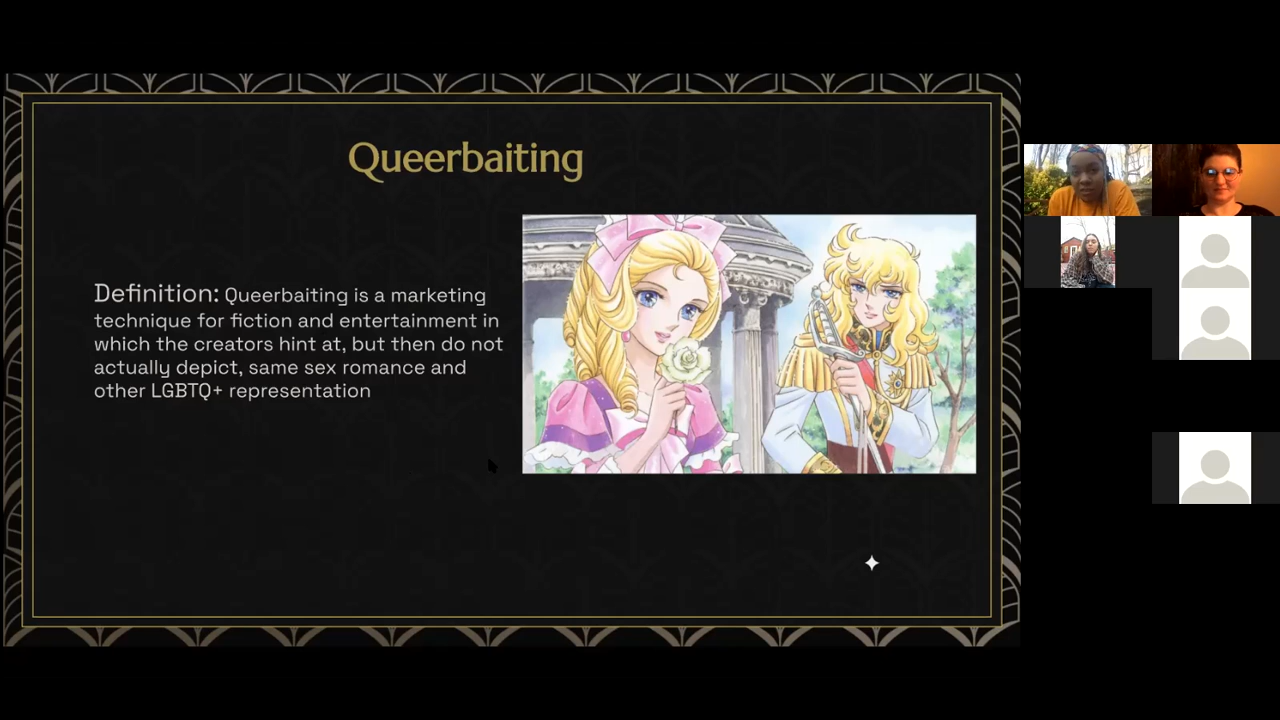 Queerbaiting
Definition: Queerbaiting is a marketing
technique for fiction and entertainment in
which the creators hint at, but then do not
actually depict, same sex romance and
other LGBTQ+ representation